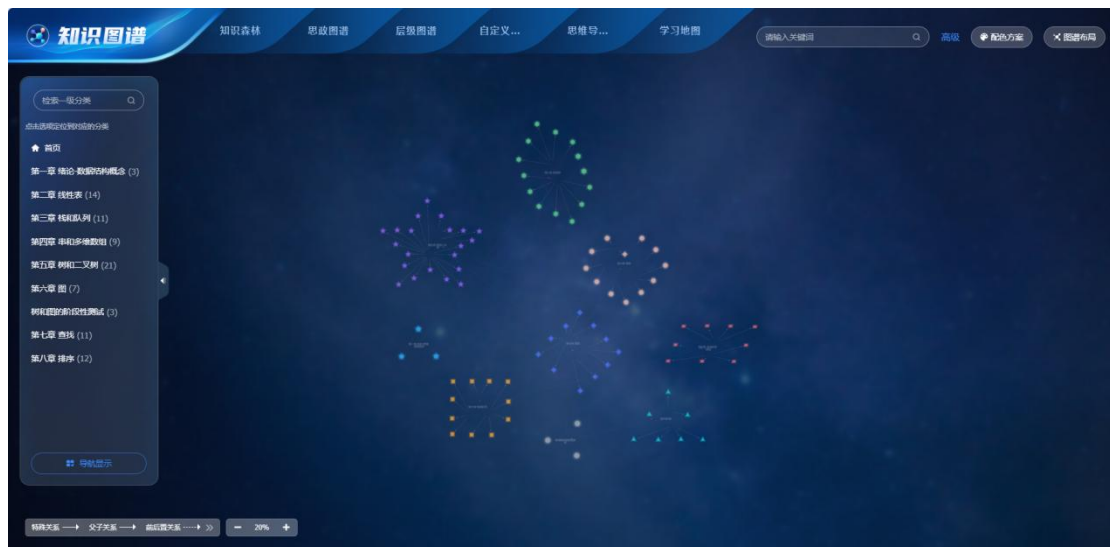 知识图谱
知识森林 思政图谱 层级图谱 自定义... 思维导... 学习地图
请输入关键词 高级 配色方案 图谱布局
检索一级分类
点击选项定位到对应的分类
首页
第一章 绪论-数据结构概念 (3)
第二章 线性表 (14)
第三章 栈和队列 (11)
第四章 串和多维数组 (9)
第五章 树和二叉树 (21)
第六章 图 (7)
树和图的阶段性测试 (3)
第七章 查找 (11)
第八章 排序 (12)
导航显示
特殊关系 父子关系 前后置关系 20%